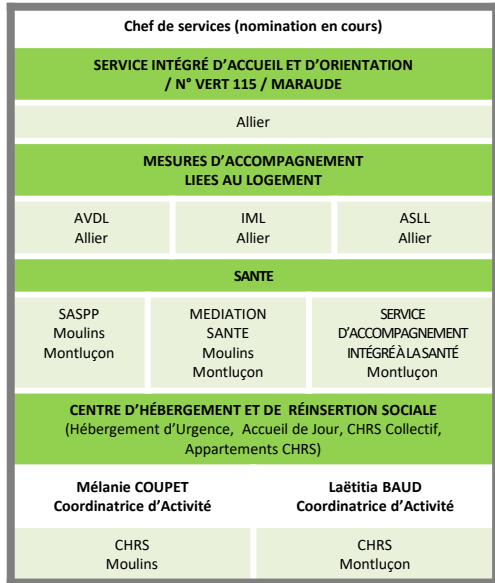 Chef de services (nomination en cours)
SERVICE INTÉGRÉ D'ACCUEIL ET D'ORIENTATION
/ N° VERT 115 / MARAUDE
Allier
MESURES D'ACCOMPAGNEMENT
LIEES AU LOGEMENT
AVDL
Allier
IML
Allier
ASLL
Allier
SANTE
SASPP
Moulins
Montluçon
MEDIATION
SANTE
Moulins
Montluçon
SERVICE
D'ACCOMPAGNEMENT
INTÉGRÉ À LA SANTÉ
Montluçon
CENTRE D'HÉBERGEMENT ET DE RÉINSERTION SOCIALE
(Hébergement d'Urgence, Accueil de Jour, CHRS Collectif,
Appartements CHRS)
Mélanie COUPET
Coordinatrice d'Activité
Laëtitia BAUD
Coordinatrice d'Activité
CHRS
Moulins
CHRS
Montluçon